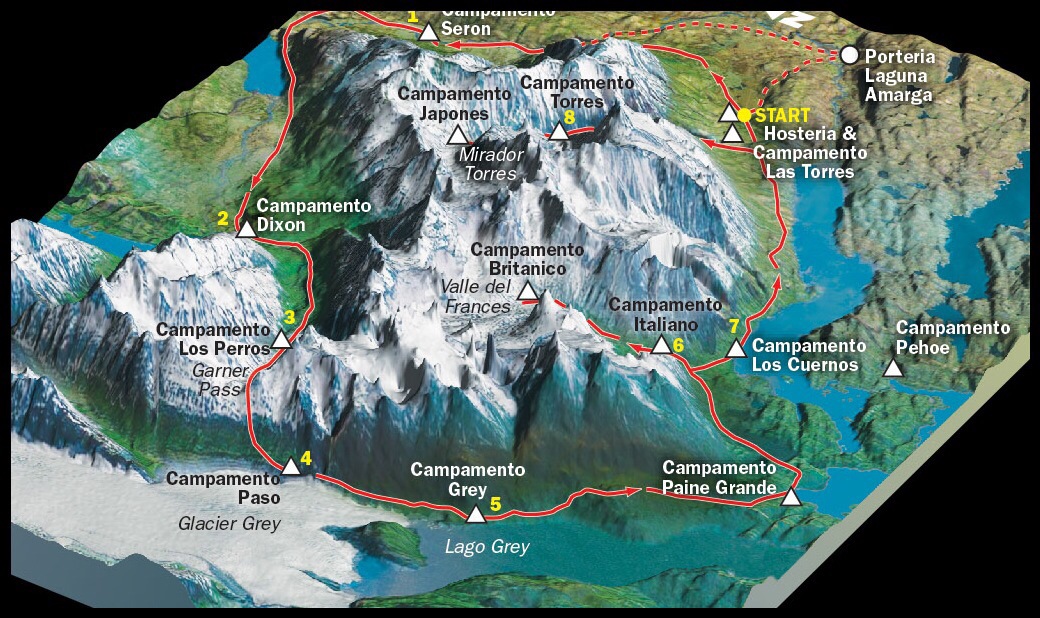 Campamento
1
Seron
Porteria
Laguna
Amarga
START
Hosteria &
Campamento
Las Torres
Campamento
Torres
8
Campamento
Japones
Mirador
Torres
2
Campamento
Dixon
Campamento
Britanico
Valle del
Frances
Campamento
Italiano
6
7
Campamento
Los Cuernos
Campamento
Pehoe
3
Campamento
Los Perros
Garner
Pass
4
Campamento
Paso
Glacier Grey
Campamento
Grey
5
Lago Grey
Campamento
Paine Grande